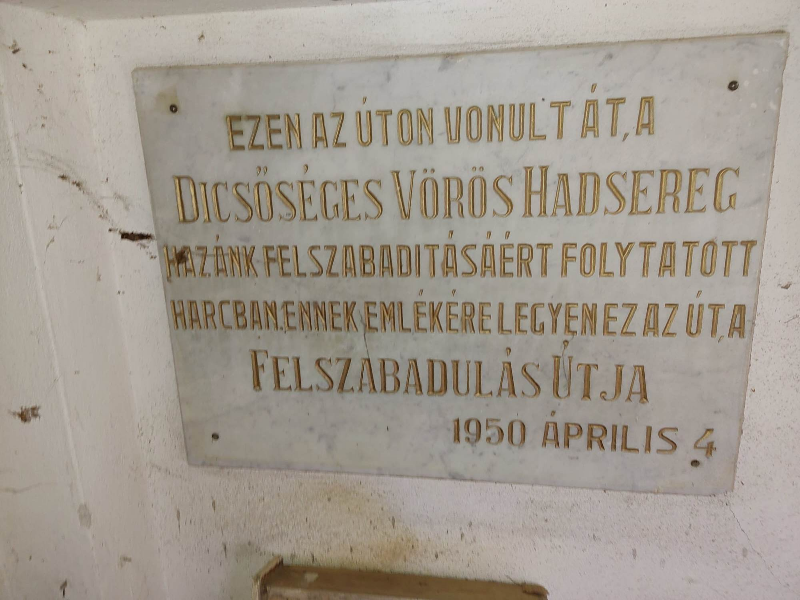 EZEN AZ ÚTON VONULT ÁT, A
DICSŐSÉGES VÖRÖS HADSEREG
HAZÁNK FELSZABADITÁSÁÉRT FOLYTATOTT
HARCBAN. ENNEK EMLÉKÉRE LEGYEN EZ AZ ÚT, A
FELSZABADULÁS ÚTJA
1950 ÁPRILIS 4